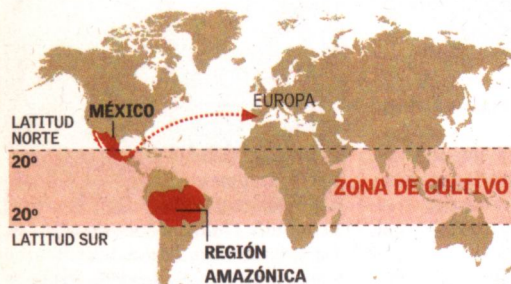 EUROPA
MÉXICO
LATITUD
NORTE
20º
ZONA DE CULTIVO
20º
LATITUD SUR
REGIÓN
AMAZÓNICA